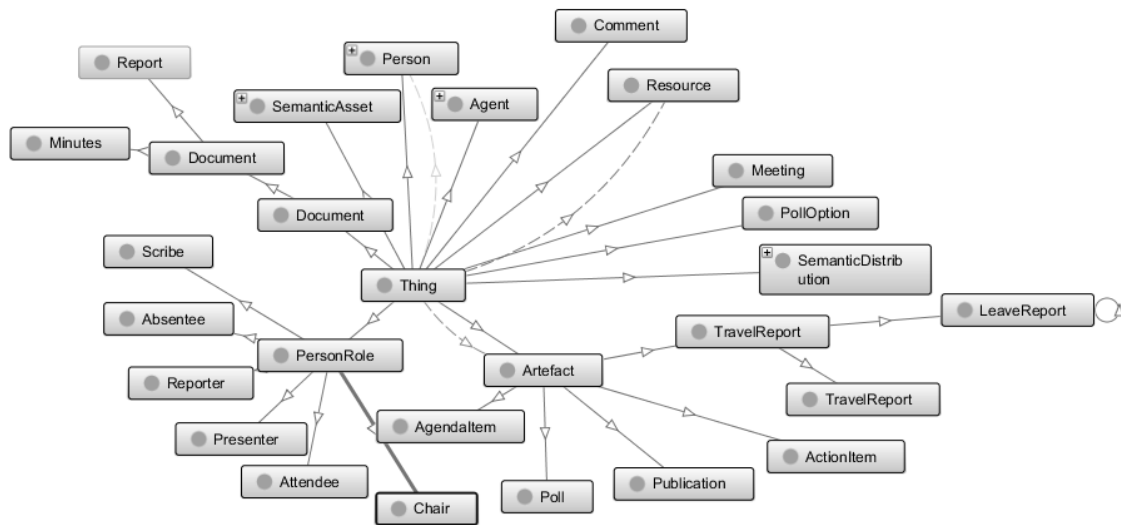 Comment
Report
Person
Resource
SemanticAsset
Agent
Minutes
Document
Meeting
Document
PollOption
Scribe
SemanticDistrib
ution
Thing
LeaveReport
Absentee
TravelReport
PersonRole
Artefact
Reporter
TravelReport
AgendaItem
Presenter
ActionItem
Attendee
Publication
Poll
Chair